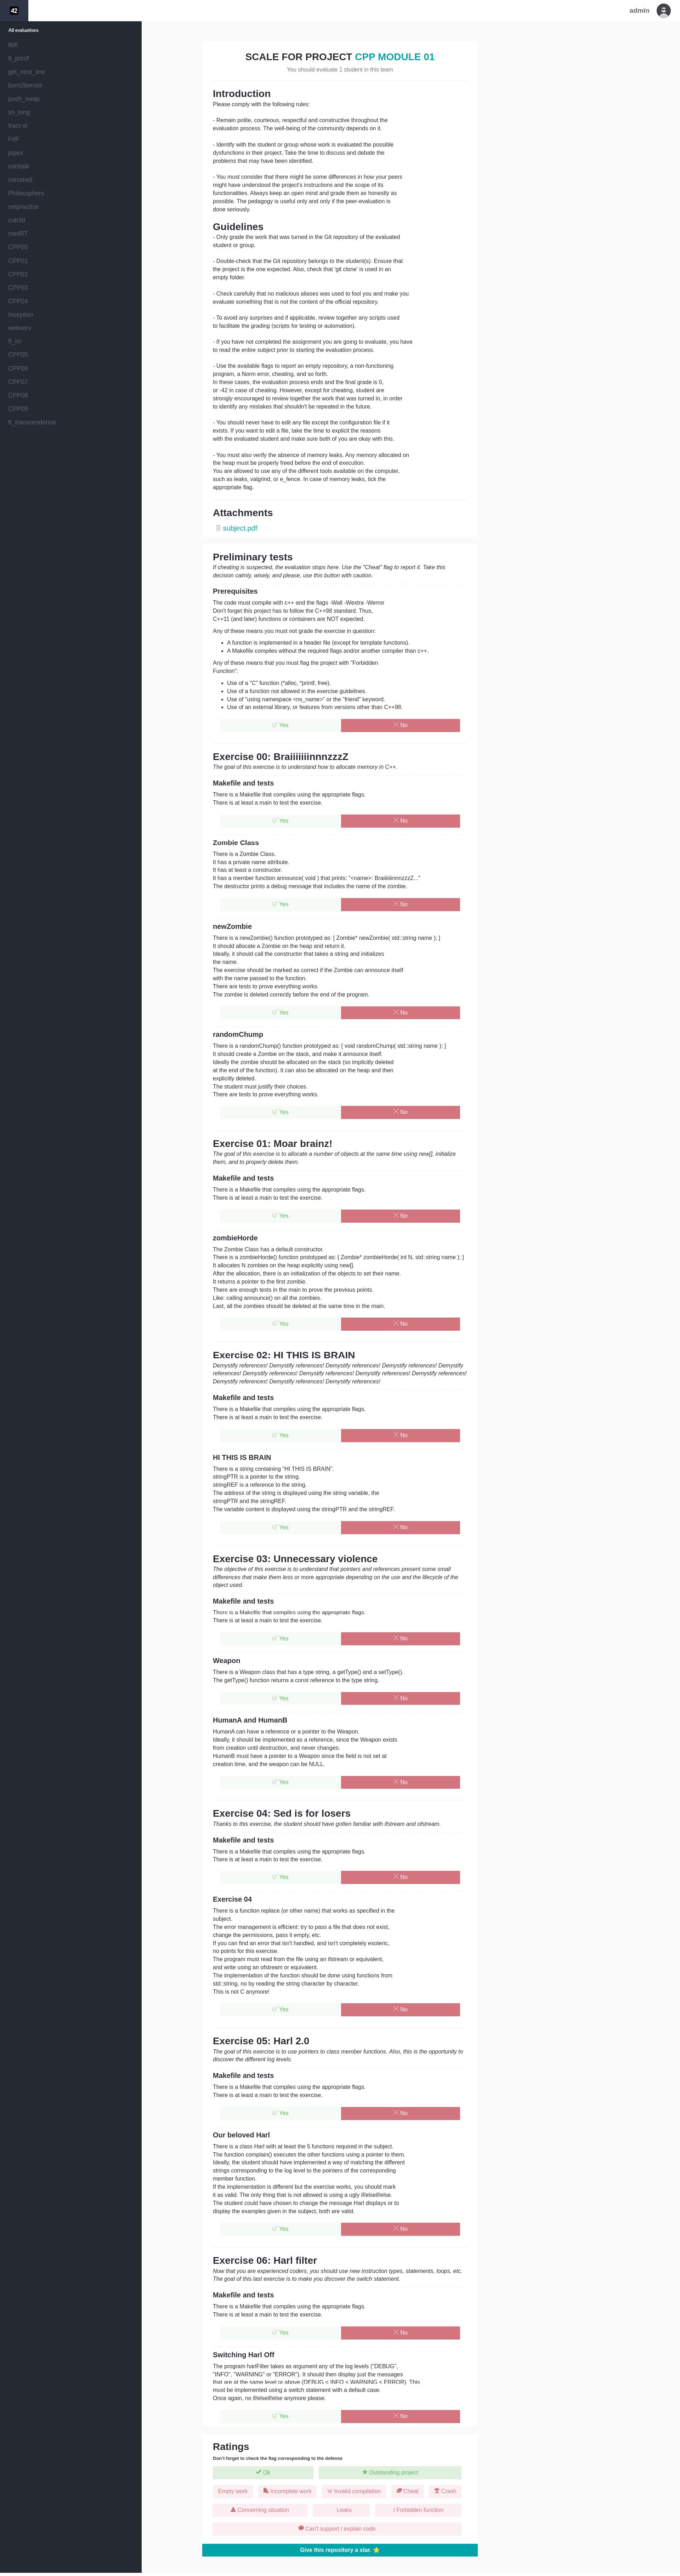 42
admin
All evaluations
libft
ft_printf
get_next_line
born2beroot
push_swap
so_long
fract-ol
FdF
pipex
minitalk
minishell
Philosophers
netpractice
cub3d
miniRT
CPP00
CPP01
CPP02
CPP03
CPP04
Inception
webserv
ft_irc
CPP05
CPP06
CPP07
CPP08
CPP09
ft_transcendence
SCALE FOR PROJECT CPP MODULE 01
You should evaluate 1 student in this team
Introduction
Please comply with the following rules:
- Remain polite, courteous, respectful and constructive throughout the
evaluation process. The well-being of the community depends on it.
- Identify with the student or group whose work is evaluated the possible
dysfunctions in their project. Take the time to discuss and debate the
problems that may have been identified.
- You must consider that there might be some differences in how your peers
might have understood the project's instructions and the scope of its
functionalities. Always keep an open mind and grade them as honestly as
possible. The pedagogy is useful only and only if the peer-evaluation is
done seriously.
Guidelines
- Only grade the work that was turned in the Git repository of the evaluated
student or group.
- Double-check that the Git repository belongs to the student(s). Ensure that
the project is the one expected. Also, check that 'git clone' is used in an
empty folder.
- Check carefully that no malicious aliases was used to fool you and make you
evaluate something that is not the content of the official repository.
- To avoid any surprises and if applicable, review together any scripts used
to facilitate the grading (scripts for testing or automation).
- If you have not completed the assignment you are going to evaluate, you have
to read the entire subject prior to starting the evaluation process.
- Use the available flags to report an empty repository, a non-functioning
program, a Norm error, cheating, and so forth.
In these cases, the evaluation process ends and the final grade is 0,
or -42 in case of cheating. However, except for cheating, student are
strongly encouraged to review together the work that was turned in, in order
to identify any mistakes that shouldn't be repeated in the future.
- You should never have to edit any file except the configuration file if it
exists. If you want to edit a file, take the time to explicit the reasons
with the evaluated student and make sure both of you are okay with this.
- You must also verify the absence of memory leaks. Any memory allocated on
the heap must be properly freed before the end of execution.
You are allowed to use any of the different tools available on the computer,
such as leaks, valgrind, or e_fence. In case of memory leaks, tick the
appropriate flag.
Attachments
subject.pdf
Preliminary tests
If cheating is suspected, the evaluation stops here. Use the "Cheat" flag to report it. Take this
decision calmly, wisely, and please, use this button with caution.
Prerequisites
The code must compile with c++ and the flags -Wall -Wextra -Werror
Don't forget this project has to follow the C++98 standard. Thus,
C++11 (and later) functions or containers are NOT expected.
Any of these means you must not grade the exercise in question:
• A function is implemented in a header file (except for template functions).
• A Makefile compiles without the required flags and/or another compiler than c++.
Any of these means that you must flag the project with "Forbidden
Function":
• Use of a "C" function (*alloc, *printf, free).
• Use of a function not allowed in the exercise guidelines.
• Use of "using namespace <ns_name>" or the "friend" keyword.
• Use of an external library, or features from versions other than C++98.
Yes
No
Exercise 00: BraiiiiiiinnnzzzZ
The goal of this exercise is to understand how to allocate memory in C++.
Makefile and tests
There is a Makefile that compiles using the appropriate flags.
There is at least a main to test the exercise.
Yes
No
Zombie Class
There is a Zombie Class.
It has a private name attribute.
It has at least a constructor.
It has a member function announce( void ) that prints: "<name>: BraiiiiiiinnnzzzZ..."
The destructor prints a debug message that includes the name of the zombie.
Yes
No
newZombie
There is a newZombie() function prototyped as: [ Zombie* newZombie( std::string name ); ]
It should allocate a Zombie on the heap and return it.
Ideally, it should call the constructor that takes a string and initializes
the name.
The exercise should be marked as correct if the Zombie can announce itself
with the name passed to the function.
There are tests to prove everything works.
The zombie is deleted correctly before the end of the program.
Yes
No
randomChump
There is a randomChump() function prototyped as: [ void randomChump( std::string name ); ]
It should create a Zombie on the stack, and make it announce itself.
Ideally the zombie should be allocated on the stack (so implicitly deleted
at the end of the function). It can also be allocated on the heap and then
explicitly deleted.
The student must justify their choices.
There are tests to prove everything works.
Yes
No
Exercise 01: Moar brainz!
The goal of this exercise is to allocate a number of objects at the same time using new[], initialize
them, and to properly delete them.
Makefile and tests
There is a Makefile that compiles using the appropriate flags.
There is at least a main to test the exercise.
Yes
No
zombieHorde
The Zombie Class has a default constructor.
There is a zombieHorde() function prototyped as: [ Zombie* zombieHorde( int N, std::string name ); ]
It allocates N zombies on the heap explicitly using new[].
After the allocation, there is an initialization of the objects to set their name.
It returns a pointer to the first zombie.
There are enough tests in the main to prove the previous points.
Like: calling announce() on all the zombies.
Last, all the zombies should be deleted at the same time in the main.
Yes
No
Exercise 02: HI THIS IS BRAIN
Demystify references! Demystify references! Demystify references! Demystify references! Demystify
references! Demystify references! Demystify references! Demystify references! Demystify references!
Demystify references! Demystify references! Demystify references!
Makefile and tests
There is a Makefile that compiles using the appropriate flags.
There is at least a main to test the exercise.
Yes
No
HI THIS IS BRAIN
There is a string containing "HI THIS IS BRAIN".
stringPTR is a pointer to the string.
stringREF is a reference to the string.
The address of the string is displayed using the string variable, the
stringPTR and the stringREF.
The variable content is displayed using the stringPTR and the stringREF.
Yes
No
Exercise 03: Unnecessary violence
The objective of this exercise is to understand that pointers and references present some small
differences that make them less or more appropriate depending on the use and the lifecycle of the
object used.
Makefile and tests
There is a Makefile that compiles using the appropriate flags.
There is at least a main to test the exercise.
Yes
No
Weapon
There is a Weapon class that has a type string, a getType() and a setType().
The getType() function returns a const reference to the type string.
Yes
No
HumanA and HumanB
HumanA can have a reference or a pointer to the Weapon.
Ideally, it should be implemented as a reference, since the Weapon exists
from creation until destruction, and never changes.
HumanB must have a pointer to a Weapon since the field is not set at
creation time, and the weapon can be NULL.
Yes
No
Exercise 04: Sed is for losers
Thanks to this exercise, the student should have gotten familiar with ifstream and ofstream.
Makefile and tests
There is a Makefile that compiles using the appropriate flags.
There is at least a main to test the exercise.
Yes
No
Exercise 04
There is a function replace (or other name) that works as specified in the
subject.
The error management is efficient: try to pass a file that does not exist,
change the permissions, pass it empty, etc.
If you can find an error that isn't handled, and isn't completely esoteric,
no points for this exercise.
The program must read from the file using an ifstream or equivalent,
and write using an ofstream or equivalent.
The implementation of the function should be done using functions from
std::string, no by reading the string character by character.
This is not C anymore!
Yes
No
Exercise 05: Harl 2.0
The goal of this exercise is to use pointers to class member functions. Also, this is the opportunity to
discover the different log levels.
Makefile and tests
There is a Makefile that compiles using the appropriate flags.
There is at least a main to test the exercise.
Yes
No
Our beloved Harl
There is a class Harl with at least the 5 functions required in the subject.
The function complain() executes the other functions using a pointer to them.
Ideally, the student should have implemented a way of matching the different
strings corresponding to the log level to the pointers of the corresponding
member function.
If the implementation is different but the exercise works, you should mark
it as valid. The only thing that is not allowed is using a ugly if/elseif/else.
The student could have chosen to change the message Harl displays or to
display the examples given in the subject, both are valid.
Yes
No
Exercise 06: Harl filter
Now that you are experienced coders, you should use new instruction types, statements, loops, etc.
The goal of this last exercise is to make you discover the switch statement.
Makefile and tests
There is a Makefile that compiles using the appropriate flags.
There is at least a main to test the exercise.
Yes
No
Switching Harl Off
The program harlFilter takes as argument any of the log levels ("DEBUG",
"INFO", "WARNING" or "ERROR"). It should then display just the messages
that are at the same level or above (DEBUG < INFO < WARNING < ERROR). This
must be implemented using a switch statement with a default case.
Once again, no if/elseif/else anymore please.
Yes
No
Ratings
Don't forget to check the flag corresponding to the defense
Ok
Outstanding project
Empty work
Incomplete work
Invalid compilation
Cheat
Crash
Concerning situation
Leaks
Forbidden function
Can't support / explain code
Give this repository a star. ⭐